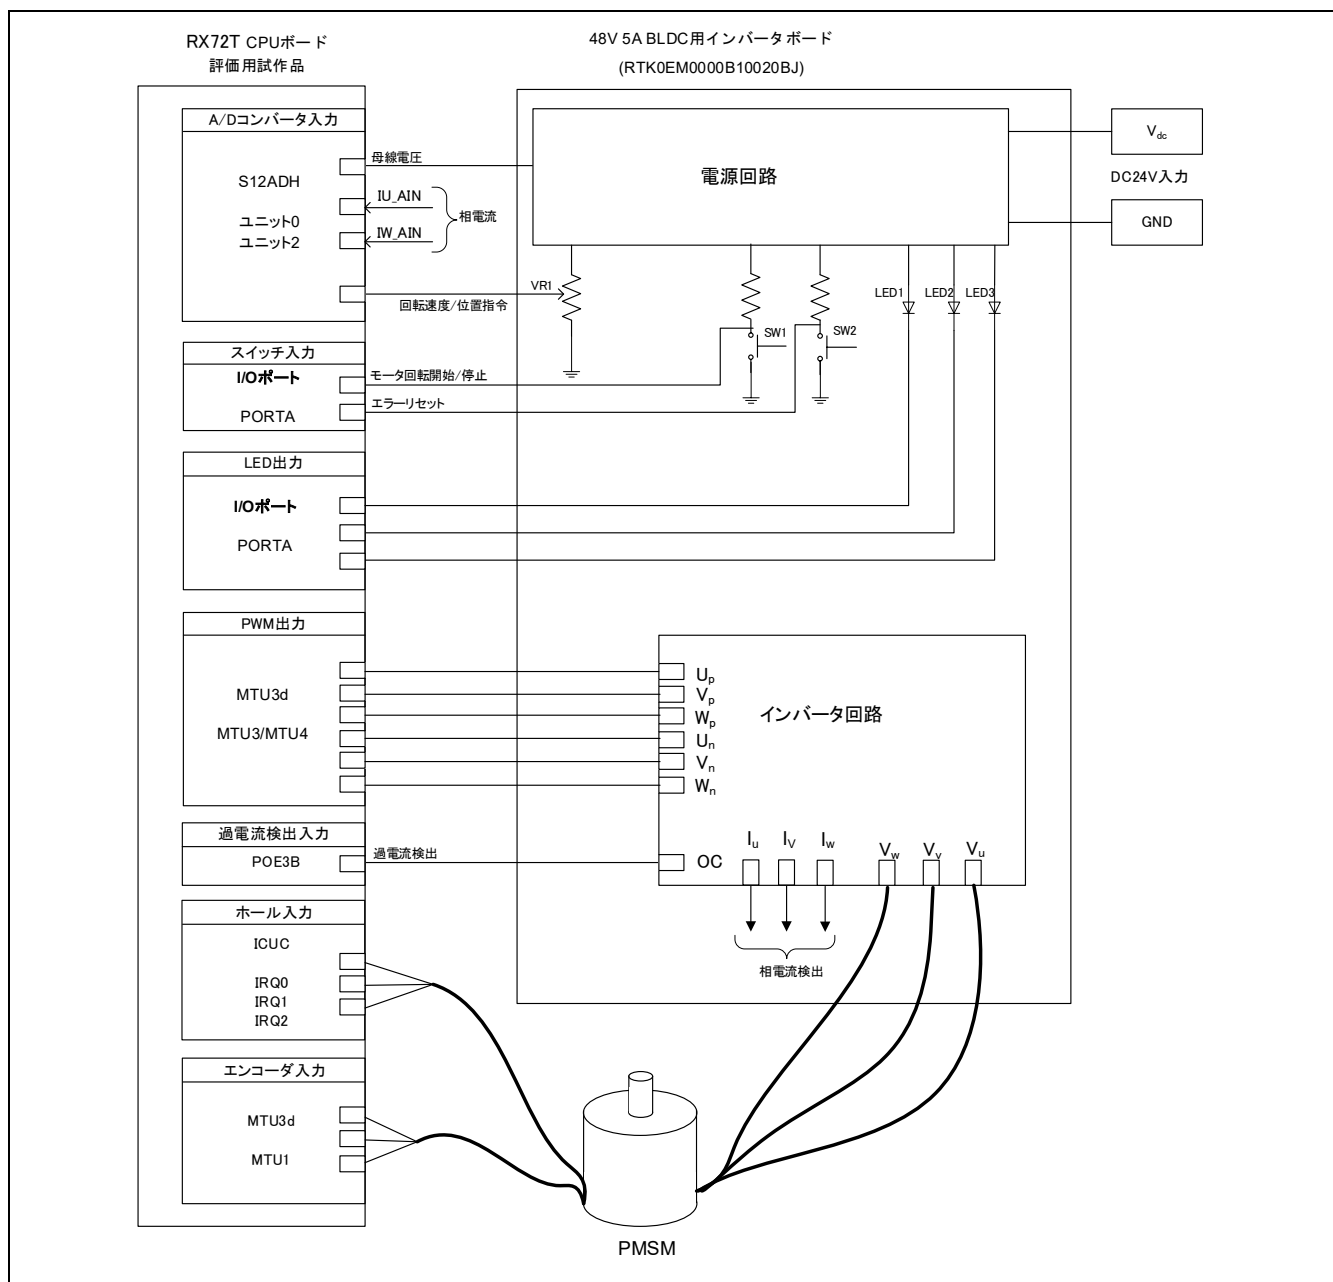 RX72T CPUボード
評価用試作品
48V 5A BLDC用インバータボード
(RTK0EM0000B10020BJ)
A/Dコンバータ入力
S12ADH
ユニット0
ユニット2
母線電圧
IU_AIN
IW_AIN
相電流
回転速度/位置指令
VR1
電源回路
Vdc
DC24V入力
GND
SW1
SW2
LED1
LED2
LED3
スイッチ入力
I/Oポート
PORTA
モータ回転開始/停止
エラーリセット
LED出力
I/Oポート
PORTA
PWM出力
MTU3d
MTU3/MTU4
Up
Vp
Wp
Un
Vn
Wn
インバータ回路
過電流検出入力
POE3B
過電流検出
OC
Iu
IV
Iw
Vw
Vv
Vu
相電流検出
ホール入力
ICUC
IRQ0
IRQ1
IRQ2
エンコーダ入力
MTU3d
MTU1
PMSM